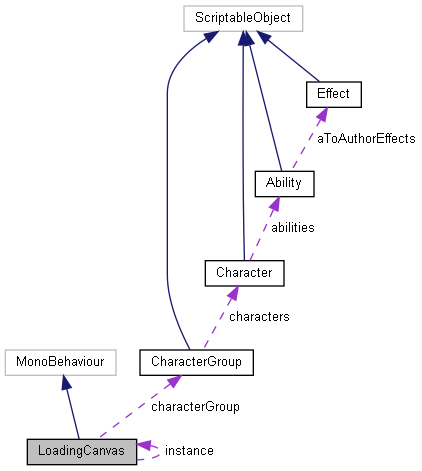 ScriptableObject
Effect
aToAuthorEffects
Ability
abilities
Character
characters
MonoBehaviour
CharacterGroup
characterGroup
LoadingCanvas
instance